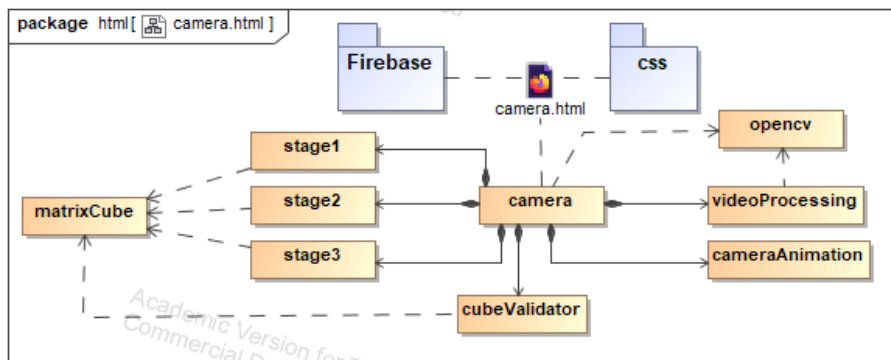 package html[ camera.html ]
Firebase
css
camera.html
opencv
stage1
stage2
camera
videoProcessing
matrixCube
stage3
cameraAnimation
cubeValidator
Academic Version for
Commercial D